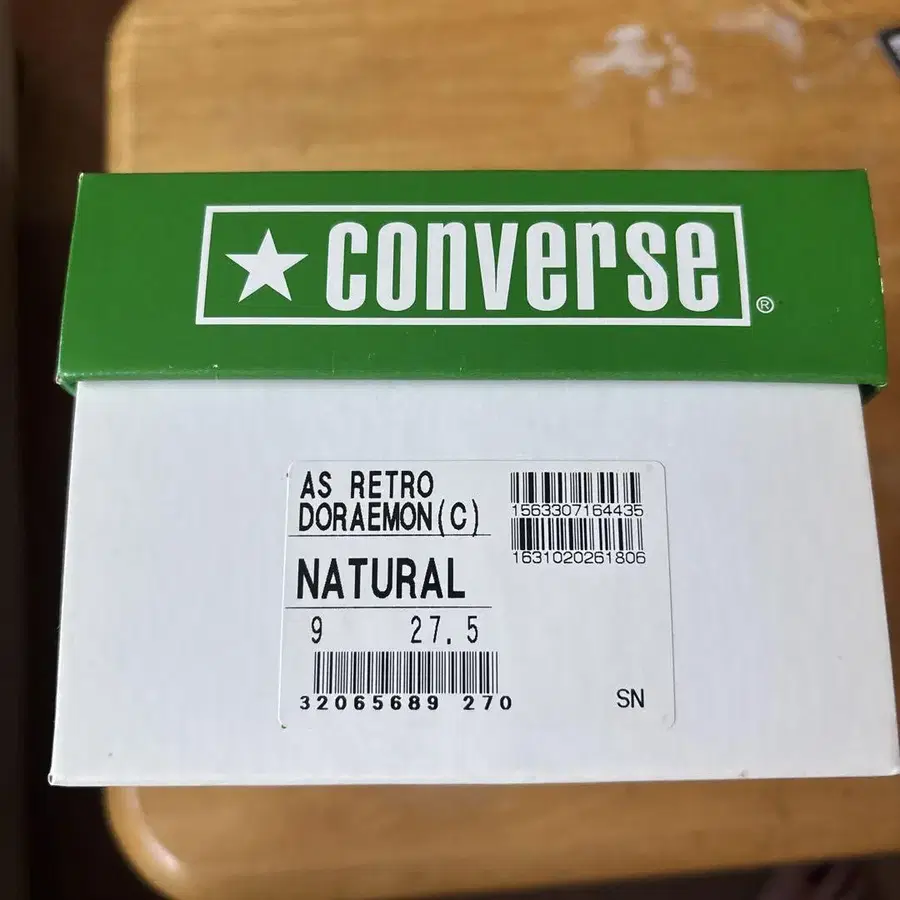 ★ converse ®
AS RETRO
DORAEMON(C)
NATURAL
9 27.5
32065689 270
1563307164435
1631020261806
SN